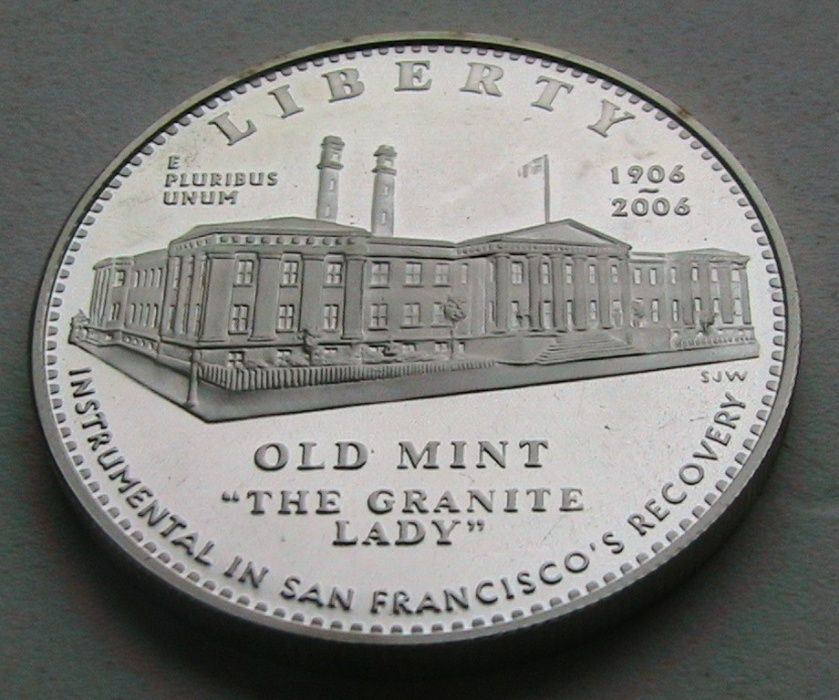 LIBERTY
E
PLURIBUS
UNUM
1906
~
2006
SJW
OLD MINT
"THE GRANITE
LADY"
INSTRUMENTAL IN SAN FRANCISCO'S RECOVERY